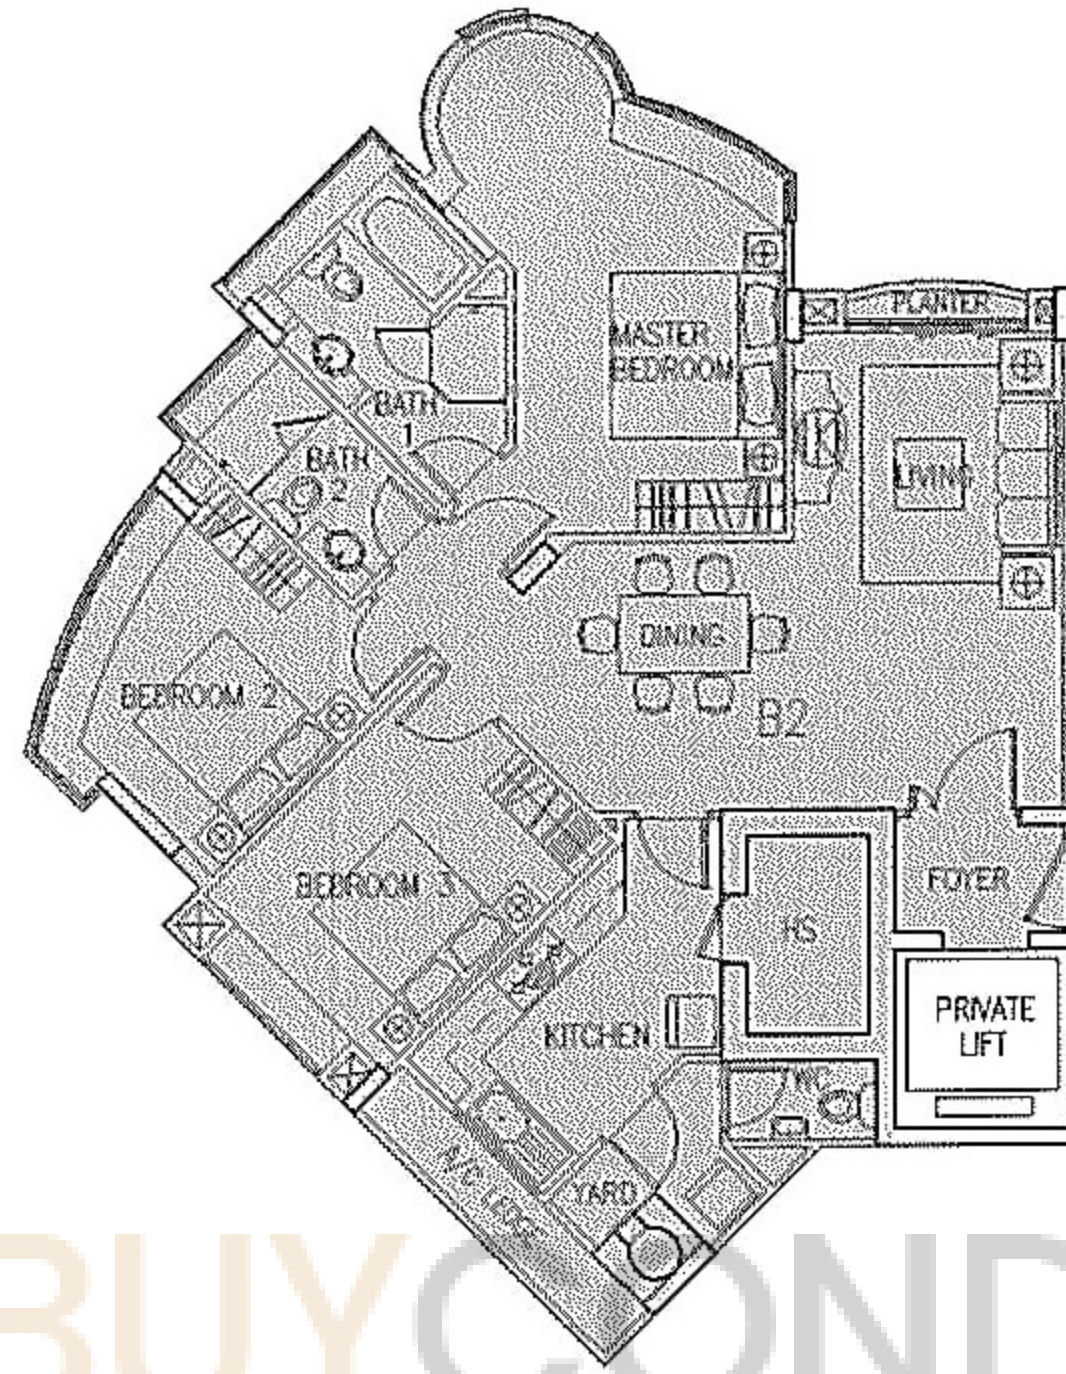 PLANTER
MASTER
BEDROOM
BATH
1
LIVING
BATH
2
DINING
BEDROOM 2
B2
BEDROOM 3
FOYER
HS
PRIVATE
LIFT
KITCHEN
WC
A/C LEDGE
YARD
BUYCOND